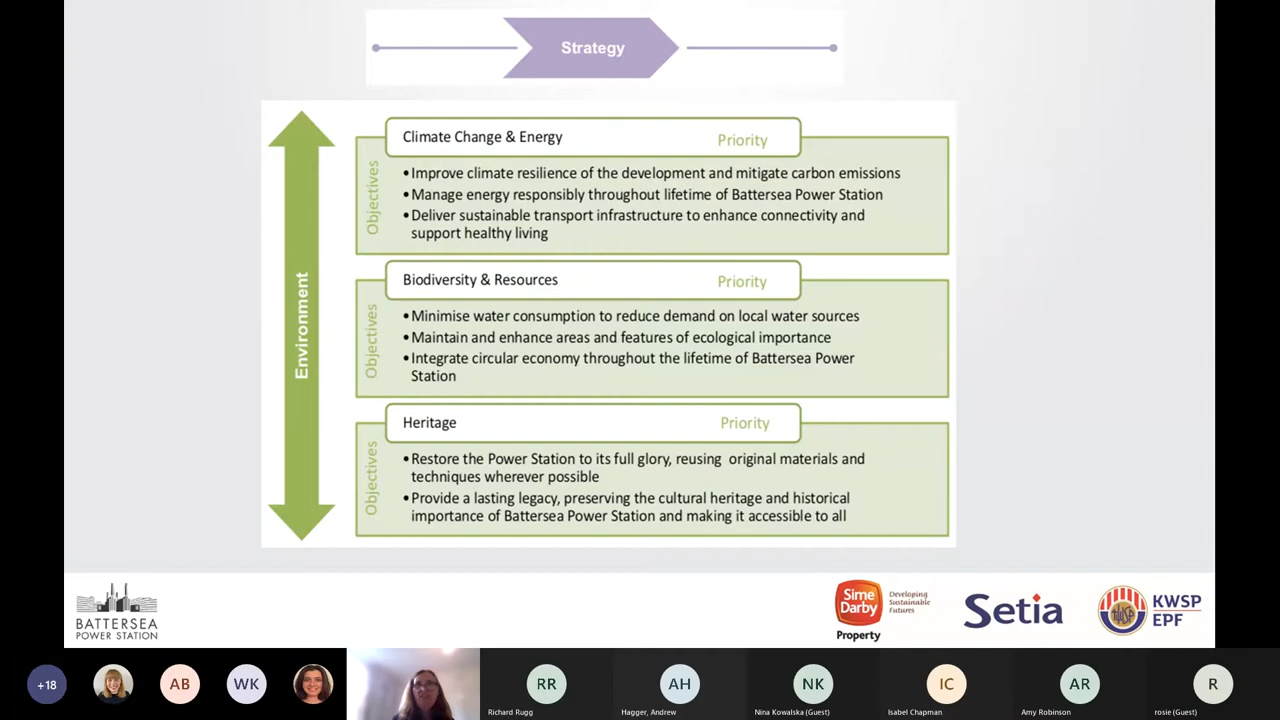 Strategy
Climate Change & Energy
Priority
Objectives
•Improve climate resilience of the development and mitigate carbon emissions
•Manage energy responsibly throughout lifetime of Battersea Power Station
•Deliver sustainable transport infrastructure to enhance connectivity and
support healthy living
Environment
Biodiversity & Resources
Priority
Objectives
•Minimise water consumption to reduce demand on local water sources
•Maintain and enhance areas and features of ecological importance
•Integrate circular economy throughout the lifetime of Battersea Power
Station
Heritage
Priority
Objectives
•Restore the Power Station to its full glory, reusing original materials and
techniques wherever possible
•Provide a lasting legacy, preserving the cultural heritage and historical
importance of Battersea Power Station and making it accessible to all
BATTERSEA
POWER STATION
Sime
Darby
Property
Developing
Sustainable
Futures
Setia
KWSP
KWSP
EPF
+18
AB
WK
RR
Richard Rugg
AH
Hagger, Andrew
NK
Nina Kowalska (Guest)
IC
Isabel Chapman
AR
Amy Robinson
R
rosie (Guest)